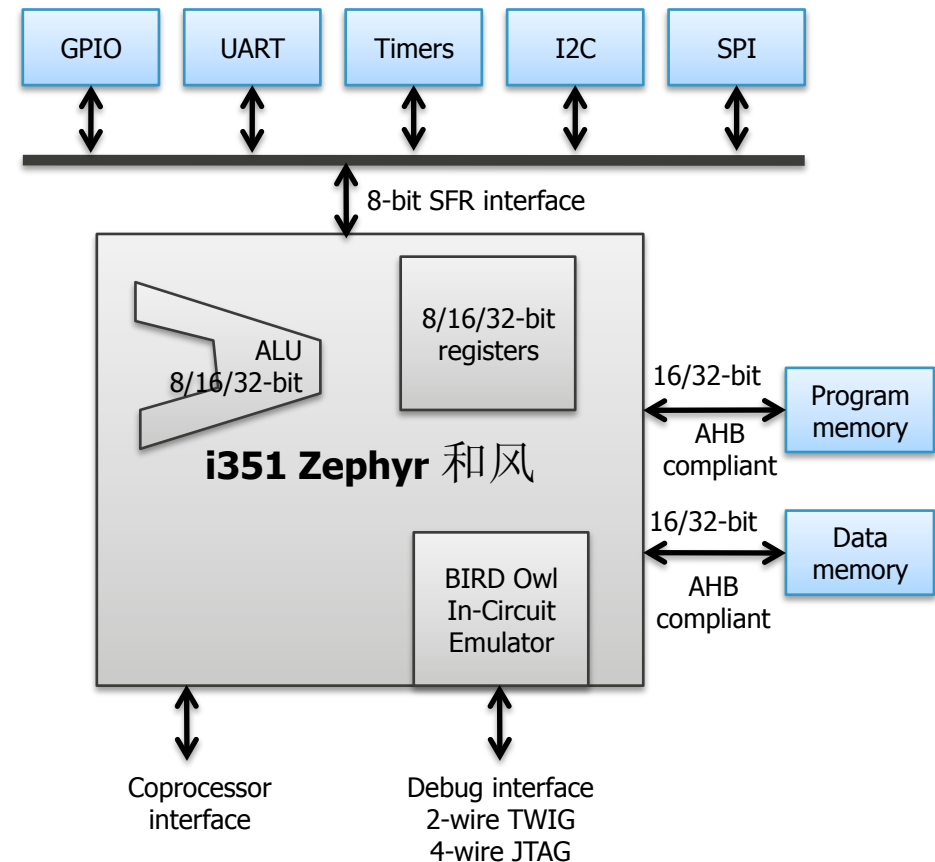 GPIO
UART
Timers
I2C
SPI
8-bit SFR interface
ALU
8/16/32-bit
8/16/32-bit
registers
16/32-bit
AHB
compliant
Program
memory
i351 Zephyr 和风
16/32-bit
AHB
compliant
Data
memory
BIRD Owl
In-Circuit
Emulator
Coprocessor
interface
Debug interface
2-wire TWIG
4-wire JTAG